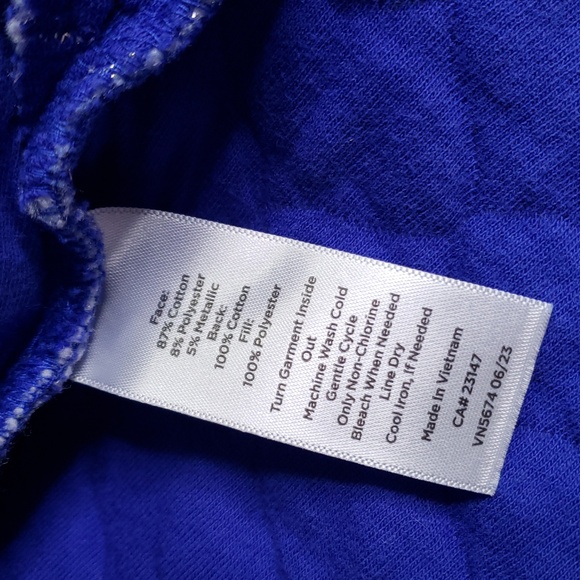 Face:
87% Cotton
8% Polyester
5% Metallic
Back:
100% Cotton
Fill:
100% Polyester
Turn Garment Inside
Out
Machine Wash Cold
Gentle Cycle
Only Non-Chlorine
Bleach When Needed
Line Dry
Cool Iron, If Needed
Made In Vietnam
CA# 23147
VN5674 06/23